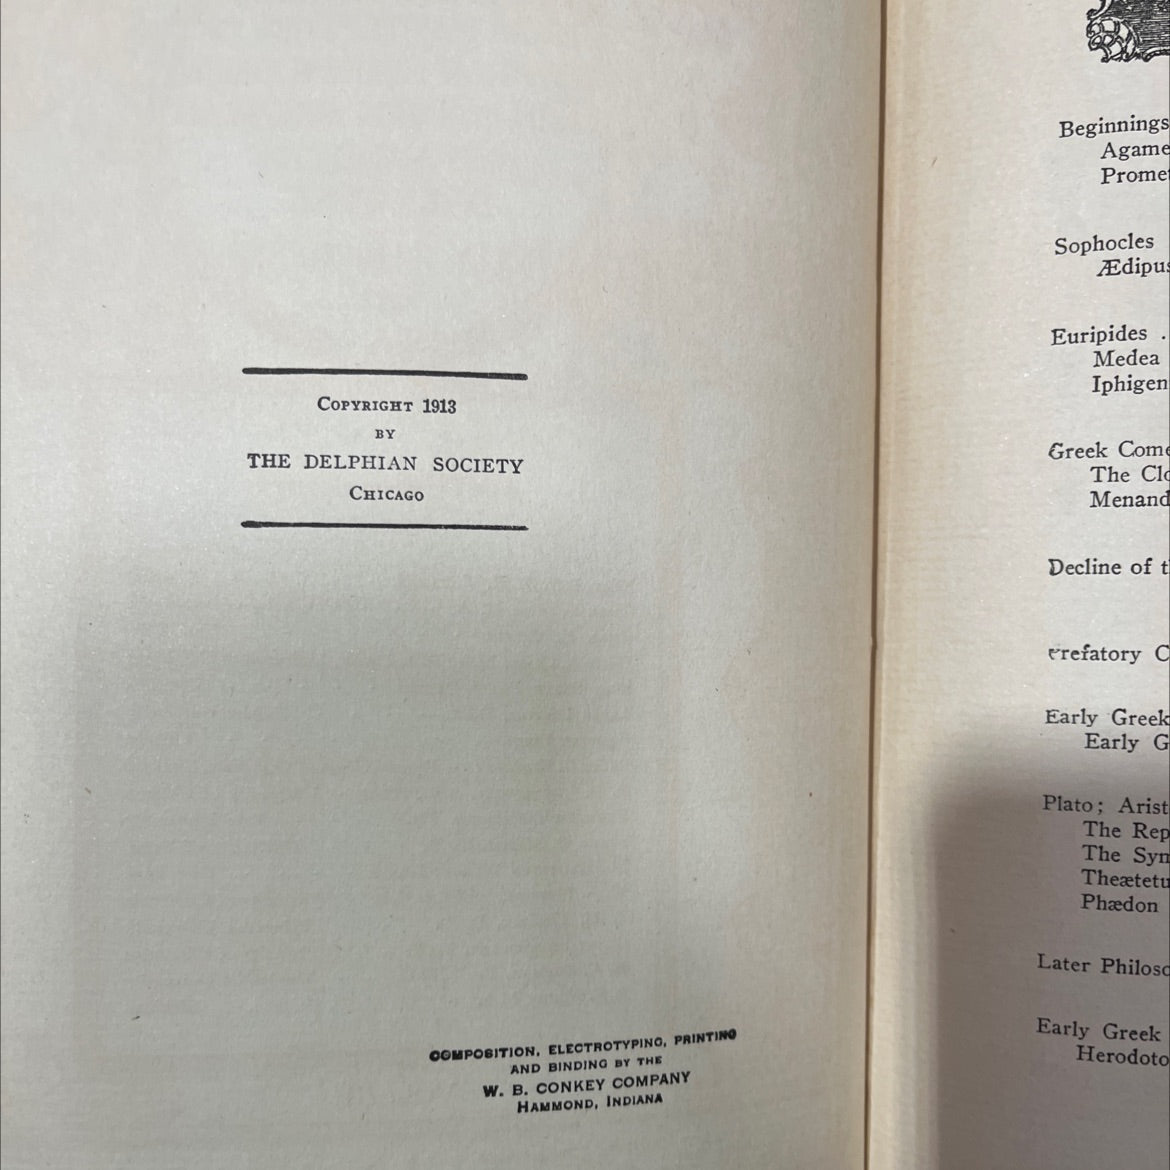 COPYRIGHT 1913
BY
THE DELPHIAN SOCIETY
CHICAGO
COMPOSITION, ELECTROTYPING, PRINTING
AND BINDING BY THE
W. B. CONKEY COMPANY
HAMMOND, INDIANA
Beginnings
Agame
Prome
Sophocles
Ædipus
Euripides .
Medea
Iphigen
Greek Come
The Clo
Menand
Decline of t
refatory C
Early Greek
Early G
Plato; Arist
The Rep
The Sym
Theætetu
Phædon
Later Philoso
Early Greek
Herodoto